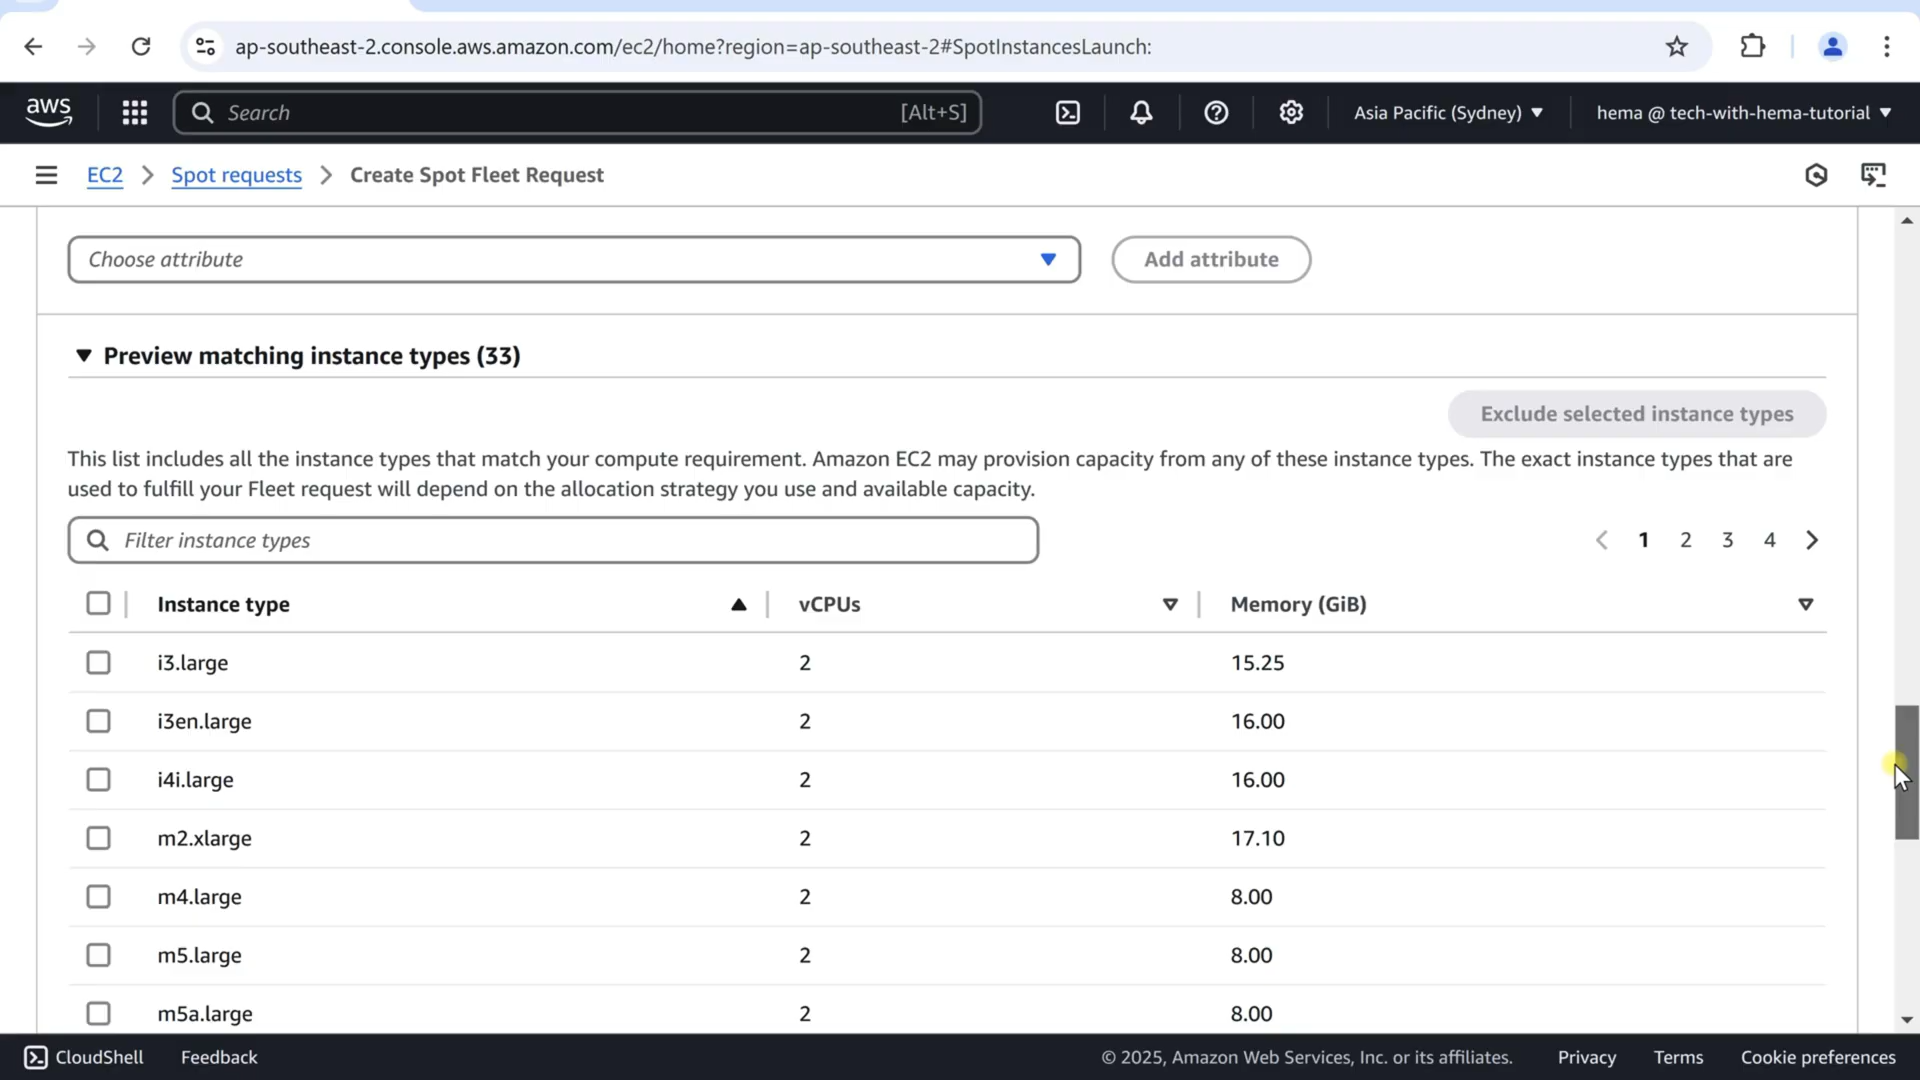 ap-southeast-2.console.aws.amazon.com/ec2/home?region=ap-southeast-2#SpotInstancesLaunch:
aws Search [Alt+S] Asia Pacific (Sydney) hema @ tech-with-hema-tutorial
EC2 Spot requests Create Spot Fleet Request
Choose attribute Add attribute
Preview matching instance types (33)
Exclude selected instance types
This list includes all the instance types that match your compute requirement. Amazon EC2 may provision capacity from any of these instance types. The exact instance types that are
used to fulfill your Fleet request will depend on the allocation strategy you use and available capacity.
Filter instance types 1 2 3 4
Instance type vCPUs Memory (GiB)
i3.large 2 15.25
i3en.large 2 16.00
i4i.large 2 16.00
m2.xlarge 2 17.10
m4.large 2 8.00
m5.large 2 8.00
m5a.large 2 8.00
CloudShell Feedback © 2025, Amazon Web Services, Inc. or its affiliates. Privacy Terms Cookie preferences